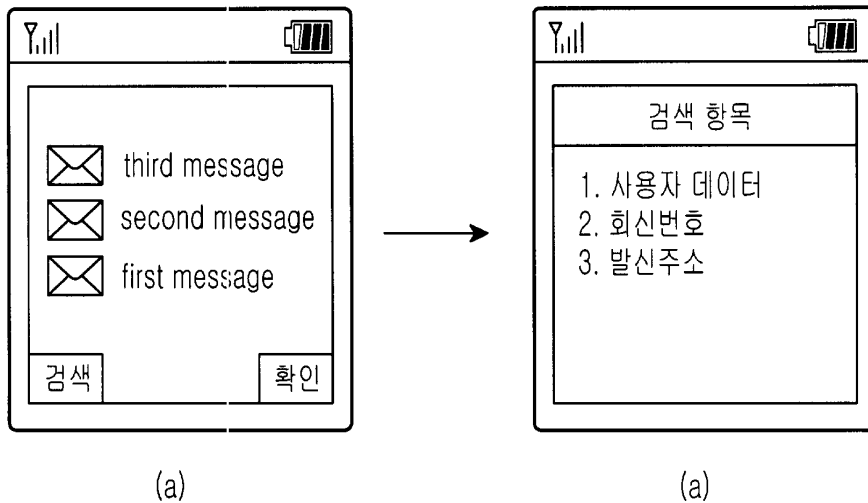 third message
second message
first message
검색
확인
(a)
검색 항목
1. 사용자 데이터
2. 회신번호
3. 발신주소
(a)